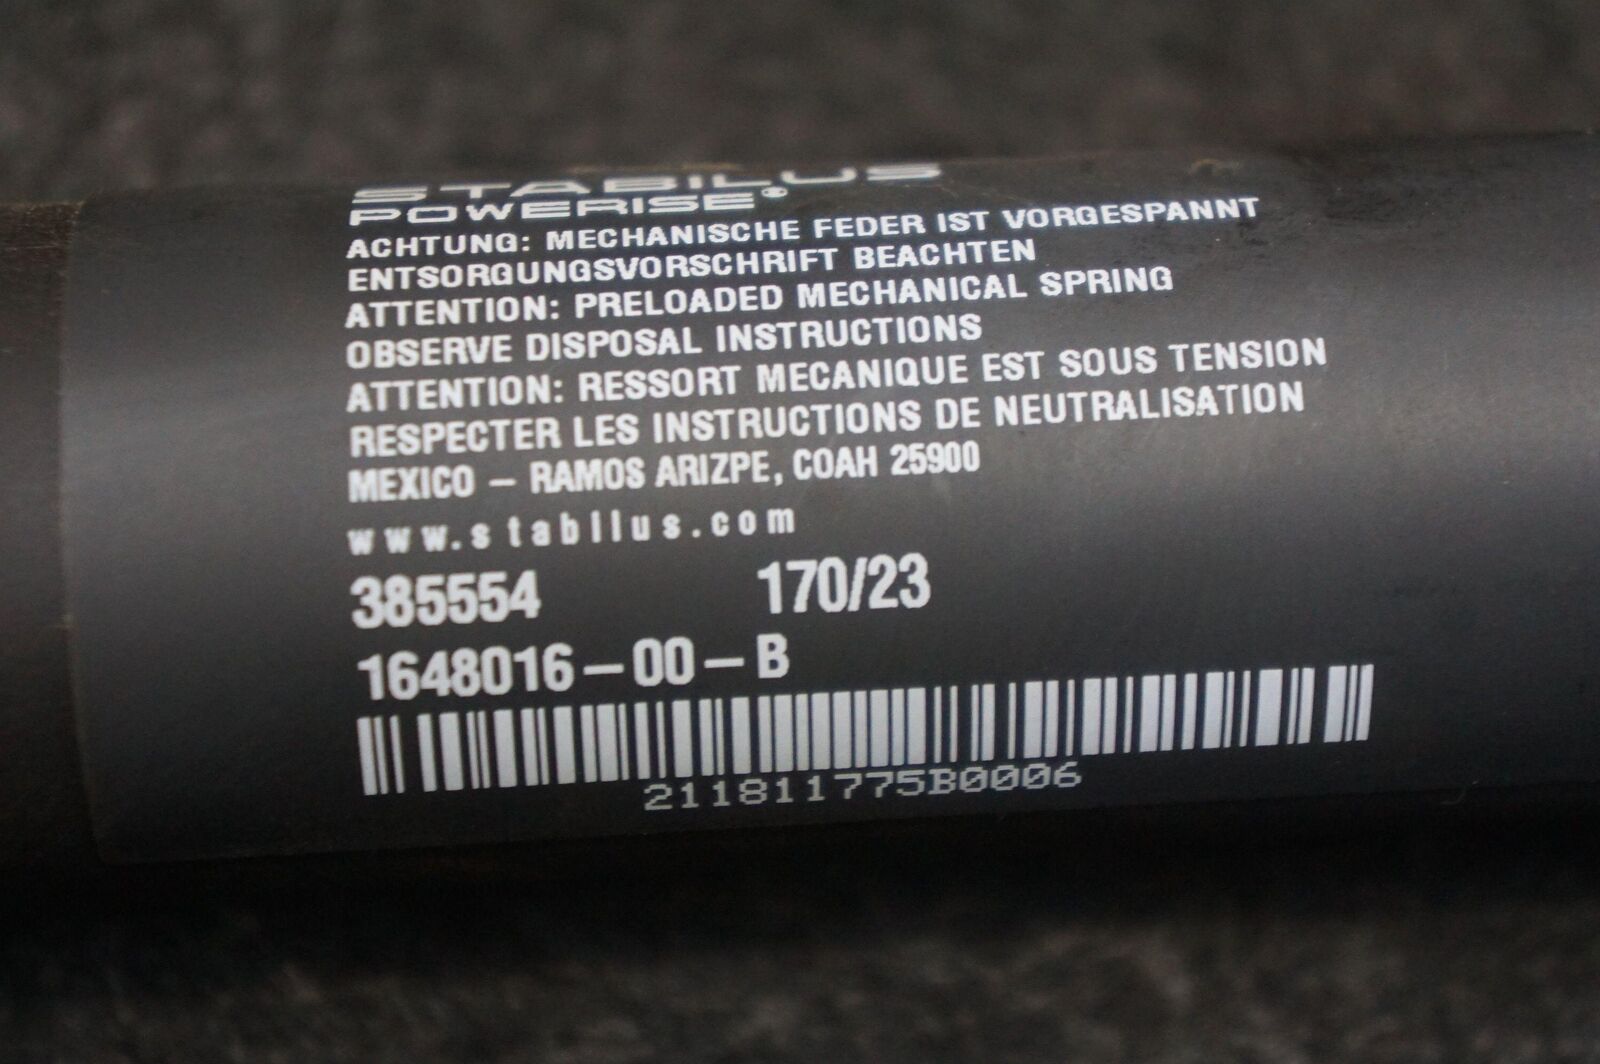 STABILUS
POWERISE®
ACHTUNG: MECHANISCHE FEDER IST VORGESPANNT
ENTSORGUNGSVORSCHRIFT BEACHTEN
ATTENTION: PRELOADED MECHANICAL SPRING
OBSERVE DISPOSAL INSTRUCTIONS
ATTENTION: RESSORT MECANIQUE EST SOUS TENSION
RESPECTER LES INSTRUCTIONS DE NEUTRALISATION
MEXICO – RAMOS ARIZPE, COAH 25900
www.stabilus.com
385554 170/23
1648016-00-B
211811775B0006